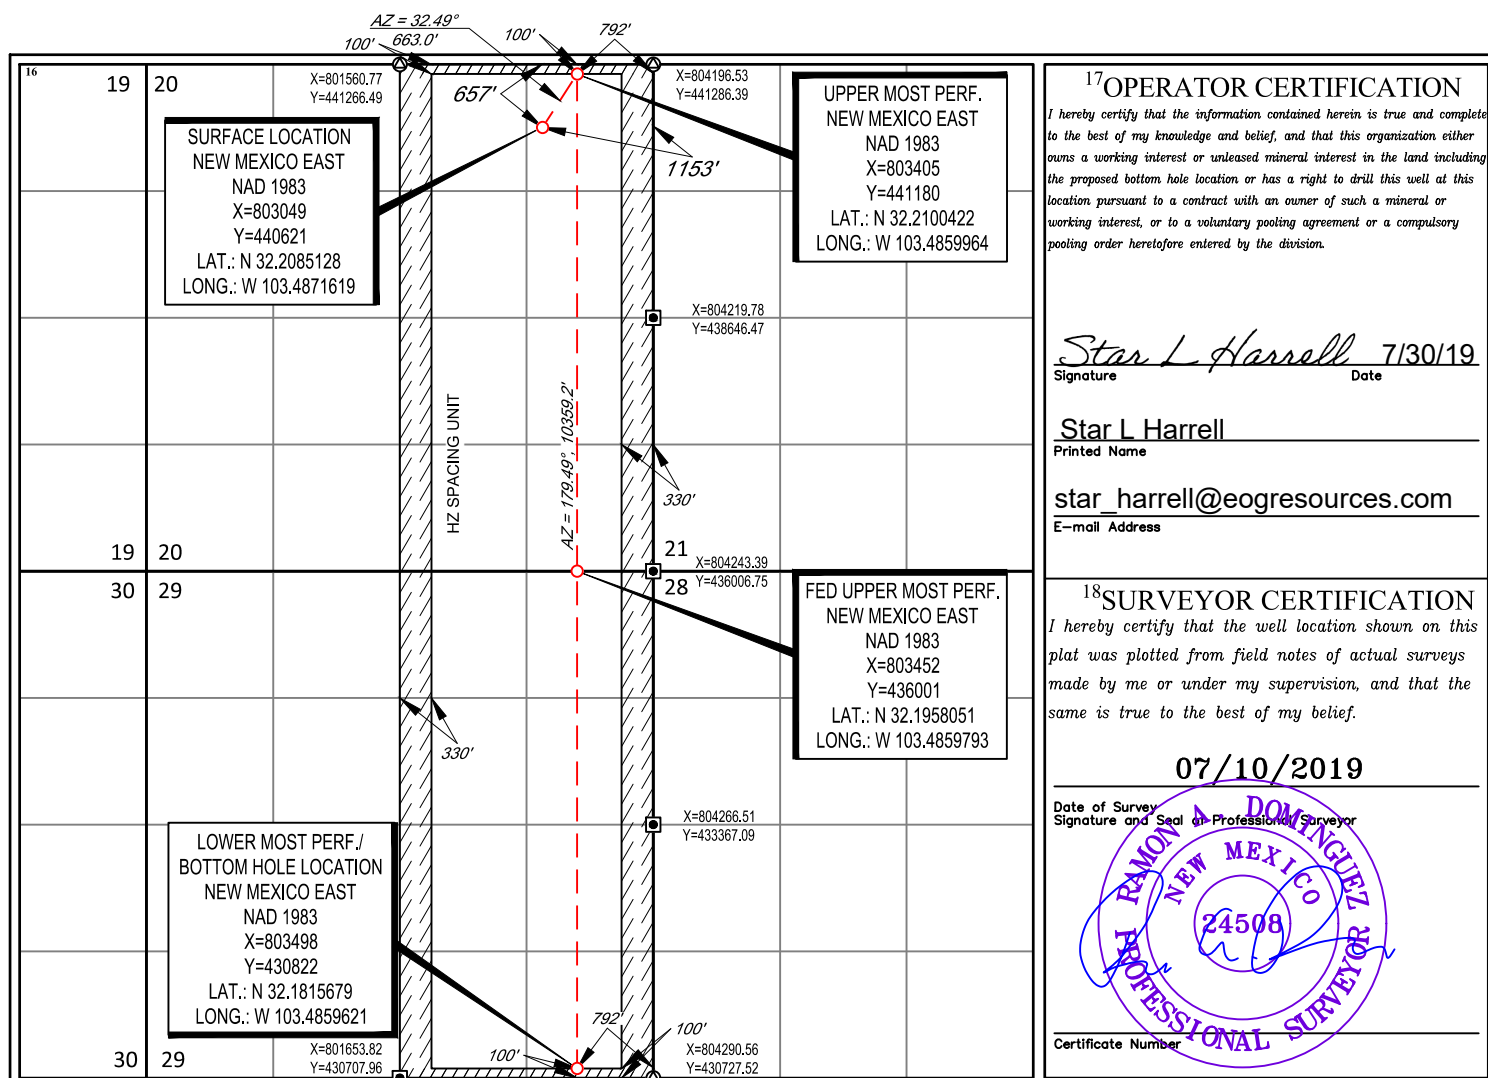 AZ = 32.49°
100' 663.0'
100'
792'
16
19 20
X=801560.77
Y=441266.49
657'
X=804196.53
Y=441286.39
1153'
SURFACE LOCATION
NEW MEXICO EAST
NAD 1983
X=803049
Y=440621
LAT.: N 32.2085128
LONG.: W 103.4871619
UPPER MOST PERF.
NEW MEXICO EAST
NAD 1983
X=803405
Y=441180
LAT.: N 32.2100422
LONG.: W 103.4859964
X=804219.78
Y=438646.47
HZ SPACING UNIT
AZ = 179.49°, 10359.2'
330'
19 20
21
X=804243.39
Y=436006.75
30 29
28
FED UPPER MOST PERF.
NEW MEXICO EAST
NAD 1983
X=803452
Y=436001
LAT.: N 32.1958051
LONG.: W 103.4859793
330'
X=804266.51
Y=433367.09
LOWER MOST PERF./
BOTTOM HOLE LOCATION
NEW MEXICO EAST
NAD 1983
X=803498
Y=430822
LAT.: N 32.1815679
LONG.: W 103.4859621
792'
100'
100'
30 29
X=801653.82
Y=430707.96
X=804290.56
Y=430727.52
17 OPERATOR CERTIFICATION
I hereby certify that the information contained herein is true and complete
to the best of my knowledge and belief, and that this organization either
owns a working interest or unleased mineral interest in the land including
the proposed bottom hole location or has a right to drill this well at this
location pursuant to a contract with an owner of such a mineral or
working interest, or to a voluntary pooling agreement or a compulsory
pooling order heretofore entered by the division.
Star L Harrell 7/30/19
Signature Date
Star L Harrell
Printed Name
star_harrell@eogresources.com
E-mail Address
18 SURVEYOR CERTIFICATION
I hereby certify that the well location shown on this
plat was plotted from field notes of actual surveys
made by me or under my supervision, and that the
same is true to the best of my belief.
07/10/2019
Date of Survey
Signature and Seal of Professional Surveyor
RAMON A. DOMINGUEZ
NEW MEXICO
24508
PROFESSIONAL SURVEYOR
Certificate Number